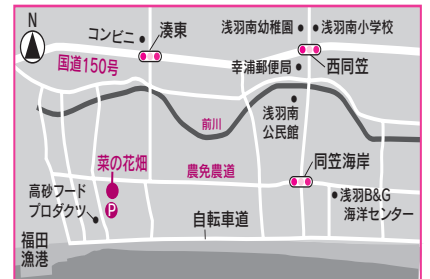 N
コンビニ
湊東
浅羽南幼稚園
浅羽南小学校
国道150号
幸浦郵便局
西同笠
浅羽南
公民館
前川
菜の花畑
農免農道
同笠海岸
高砂フード
プロダクツ
P
浅羽B&G
海洋センター
自転車道
福田
漁港